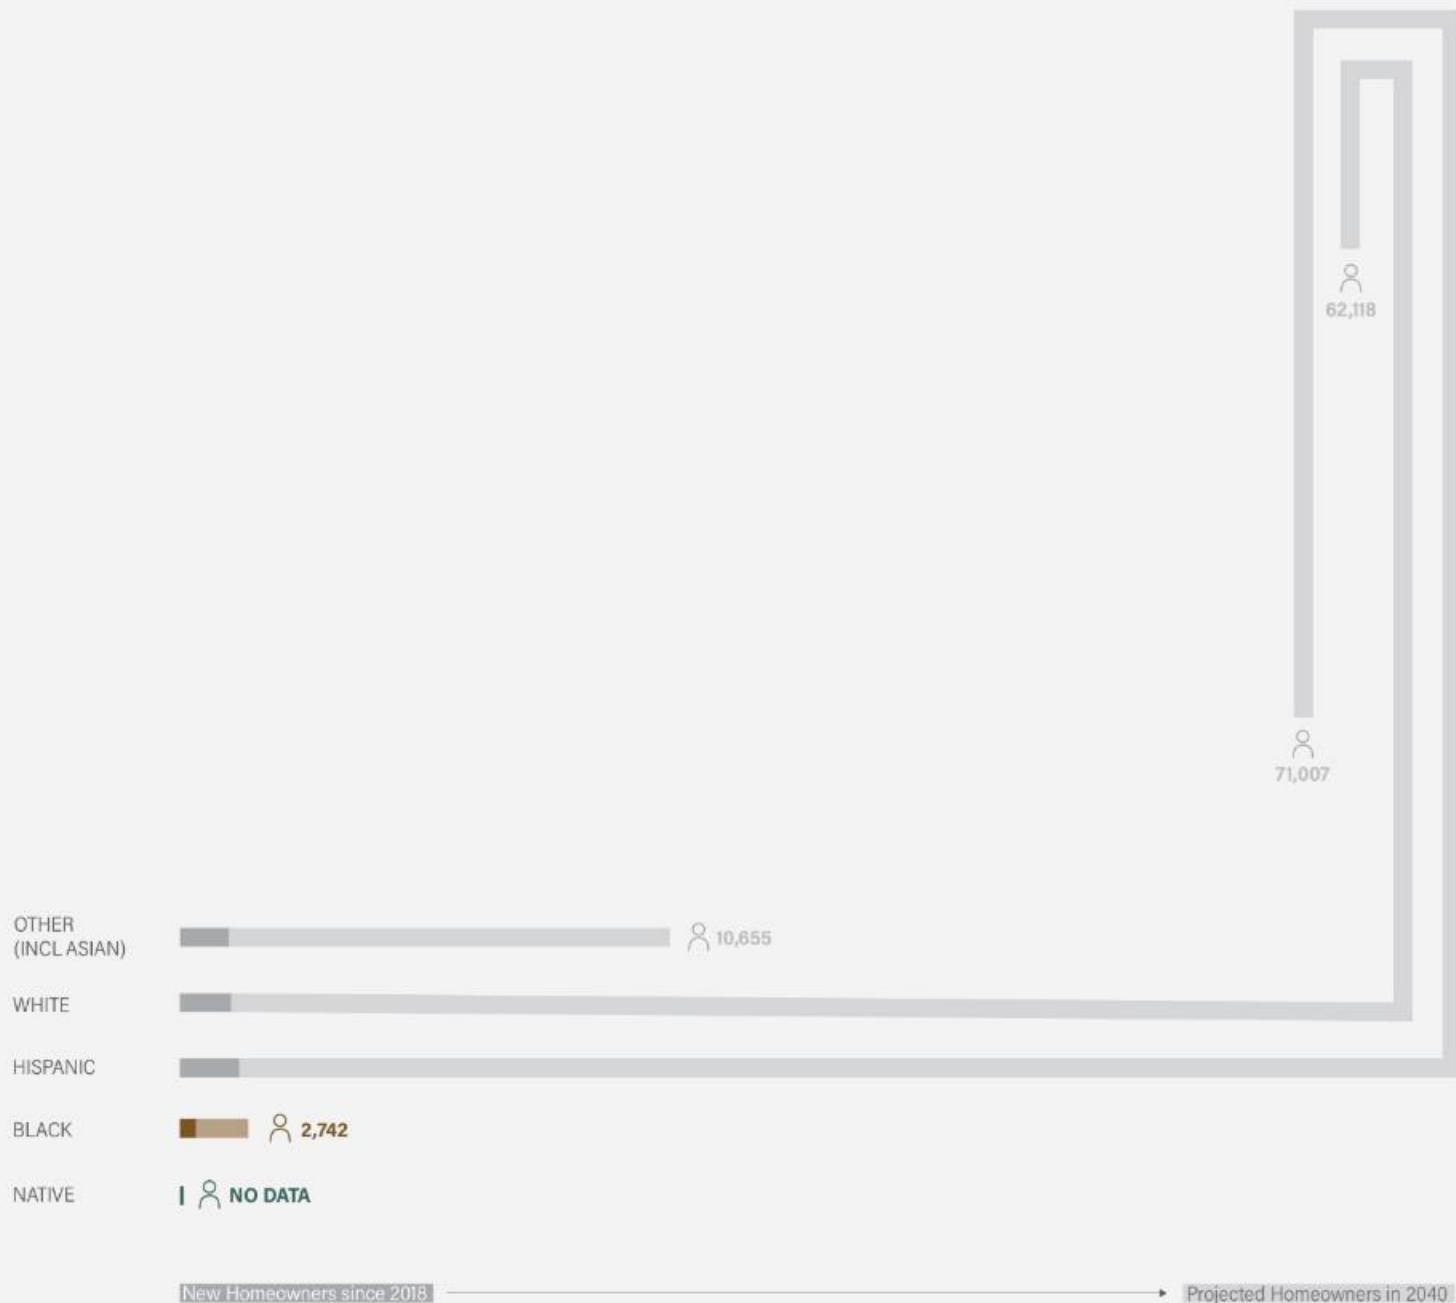 62,118
71,007
OTHER
(INCL ASIAN)
10,655
WHITE
HISPANIC
BLACK
2,742
NATIVE
NO DATA
New Homeowners since 2018
Projected Homeowners in 2040